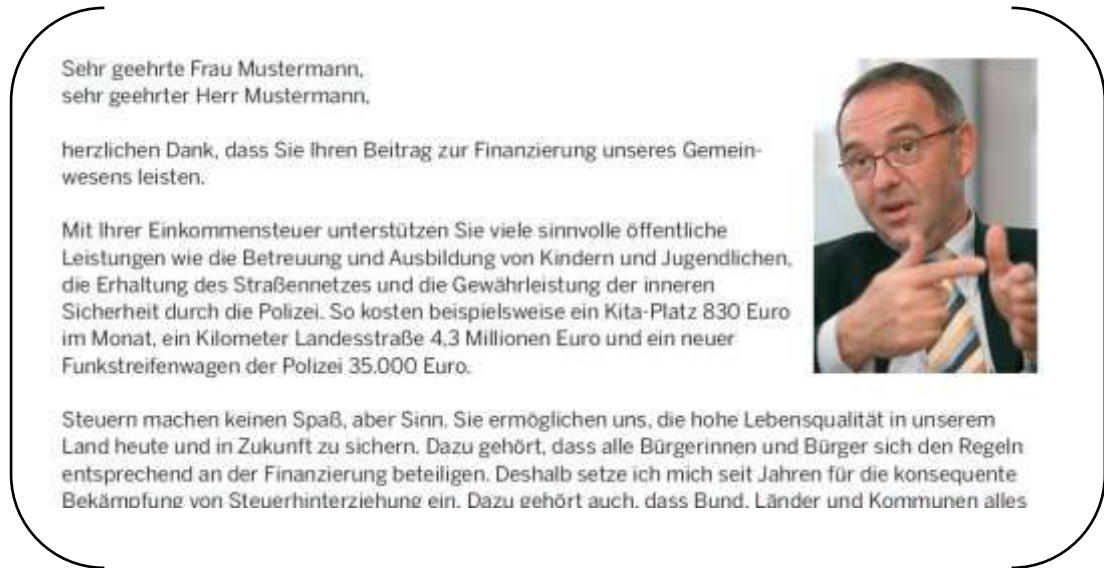 Sehr geehrte Frau Mustermann,
sehr geehrter Herr Mustermann,
herzlichen Dank, dass Sie Ihren Beitrag zur Finanzierung unseres Gemein-
wesens leisten.
Mit Ihrer Einkommensteuer unterstützen Sie viele sinnvolle öffentliche
Leistungen wie die Betreuung und Ausbildung von Kindern und Jugendlichen,
die Erhaltung des Straßennetzes und die Gewährleistung der inneren
Sicherheit durch die Polizei. So kosten beispielsweise ein Kita-Platz 830 Euro
im Monat, ein Kilometer Landesstraße 4,3 Millionen Euro und ein neuer
Funkstreifenwagen der Polizei 35.000 Euro.
Steuern machen keinen Spaß, aber Sinn. Sie ermöglichen uns, die hohe Lebensqualität in unserem
Land heute und in Zukunft zu sichern. Dazu gehört, dass alle Bürgerinnen und Bürger sich den Regeln
entsprechend an der Finanzierung beteiligen. Deshalb setze ich mich seit Jahren für die konsequente
Bekämpfung von Steuerhinterziehung ein. Dazu gehört auch, dass Bund, Länder und Kommunen alles